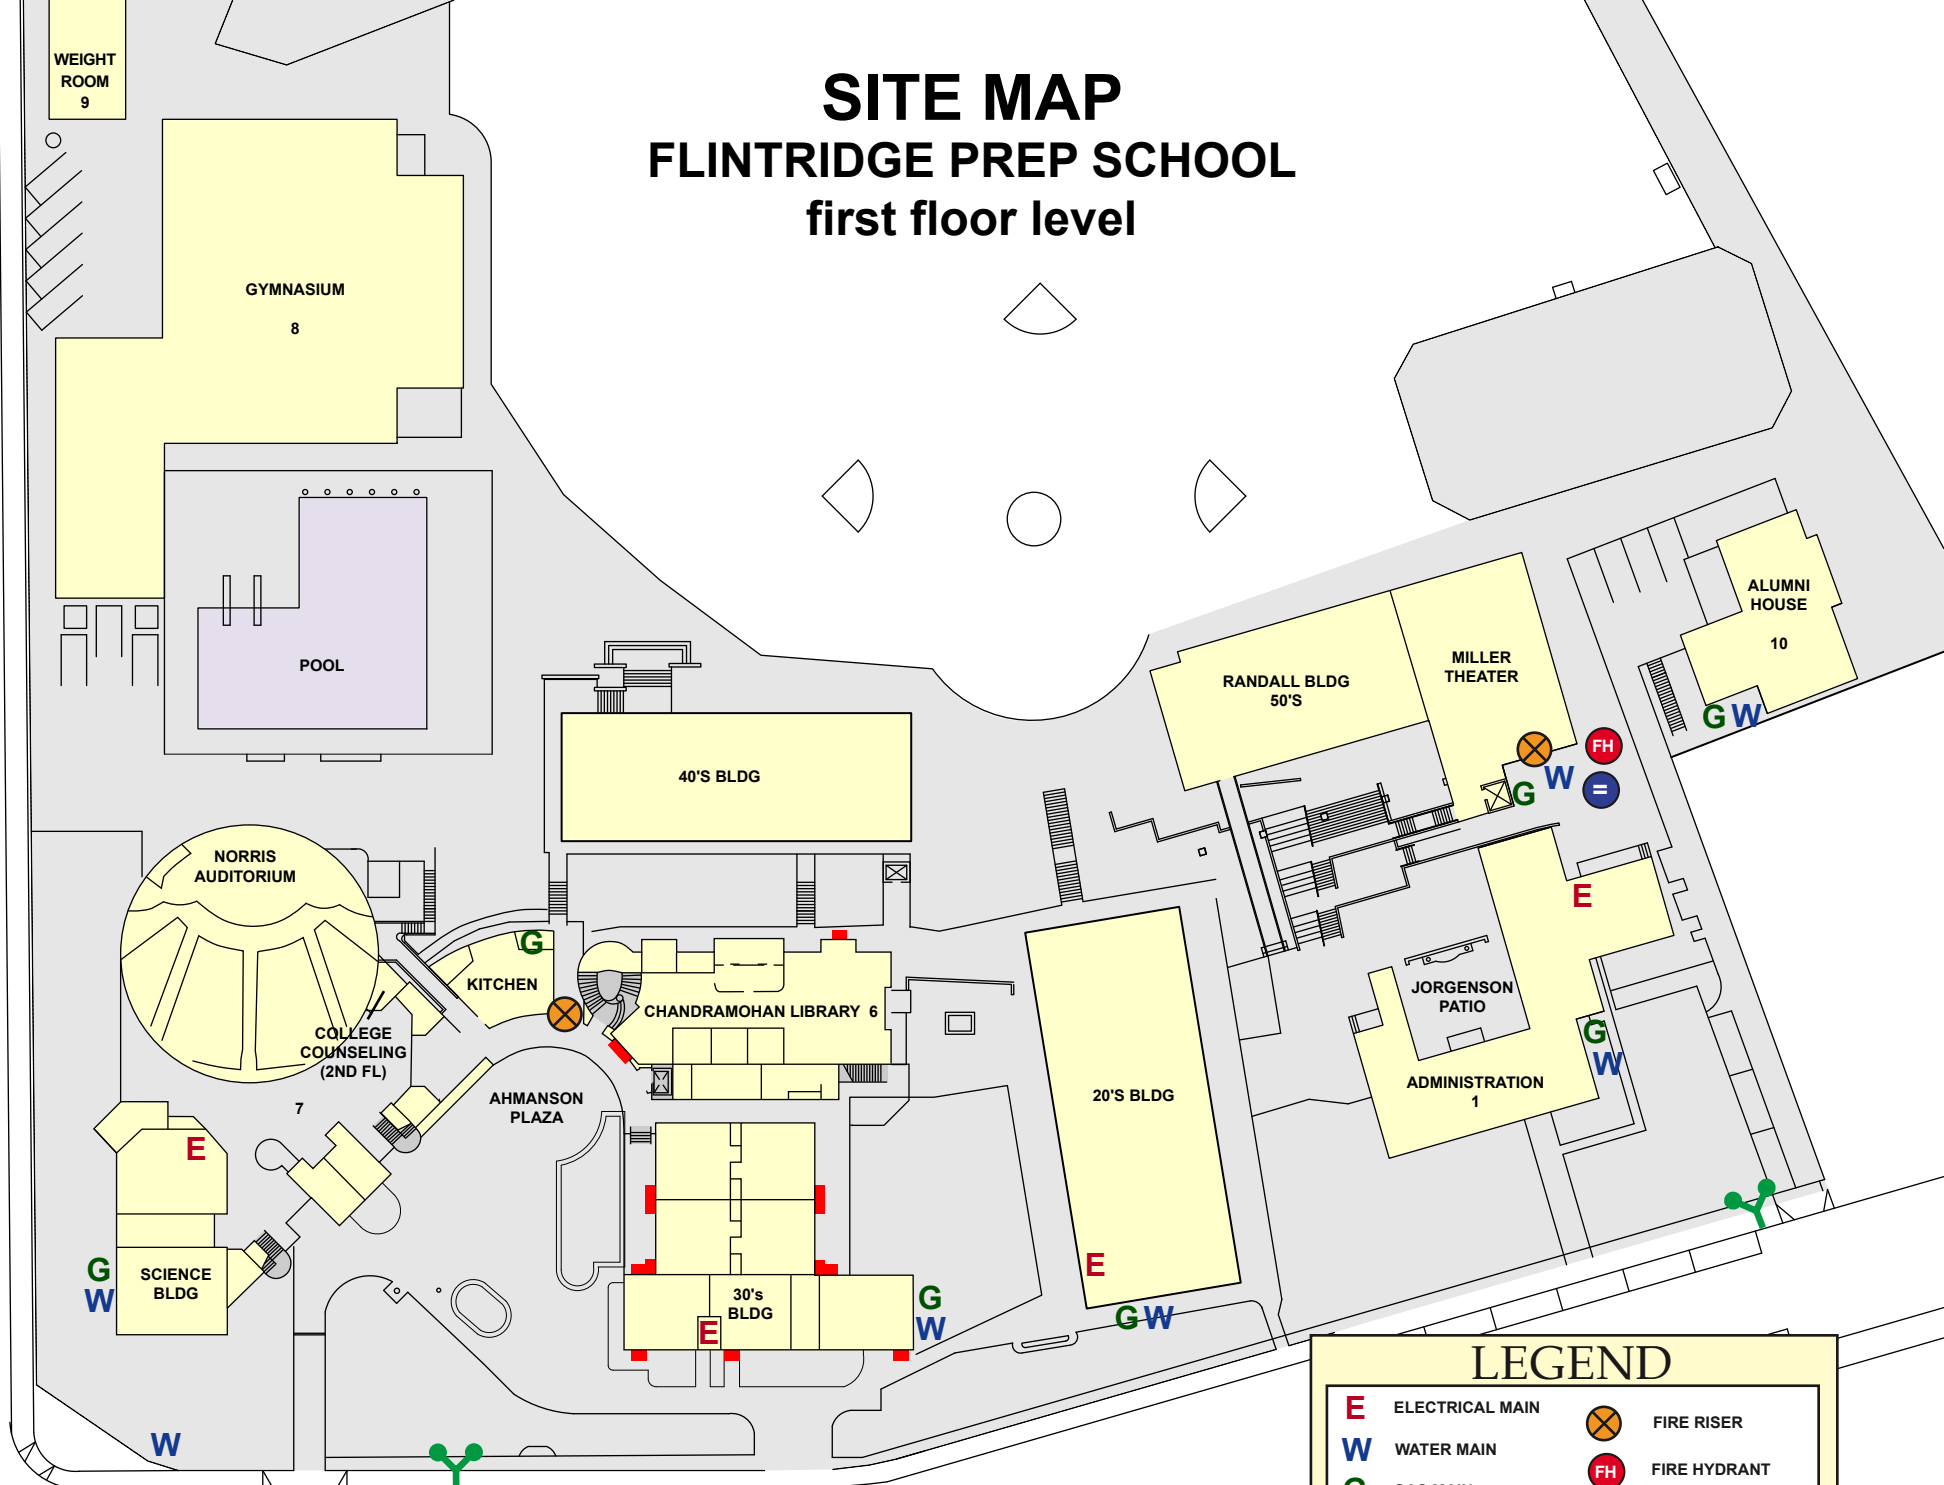 SITE MAP
FLINTRIDGE PREP SCHOOL
first floor level
WEIGHT
ROOM
9
GYMNASIUM
8
POOL
40'S BLDG
RANDALL BLDG
50'S
MILLER
THEATER
ALUMNI
HOUSE
10
G W
FH
W
G
=
NORRIS
AUDITORIUM
E
G
KITCHEN
CHANDRAMOHAN LIBRARY 6
JORGENSON
PATIO
COLLEGE
COUNSELING
(2ND FL)
G
W
ADMINISTRATION
1
20'S BLDG
AHMANSON
PLAZA
7
E
G
W
SCIENCE
BLDG
E
30's
BLDG
E
G
W
G W
W
LEGEND
E ELECTRICAL MAIN
FIRE RISER
W WATER MAIN
FH FIRE HYDRANT